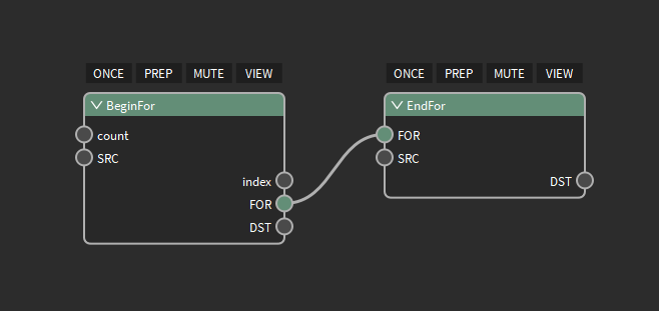 ONCE PREP MUTE VIEW
BeginFor
count
SRC
index
FOR
DST
ONCE PREP MUTE VIEW
EndFor
FOR
SRC
DST